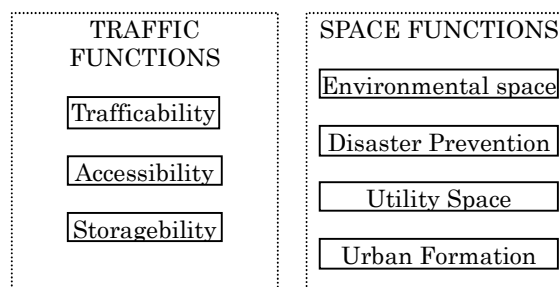 TRAFFIC
FUNCTIONS
Trafficability
Accessibility
Storagebility
SPACE FUNCTIONS
Environmental space
Disaster Prevention
Utility Space
Urban Formation